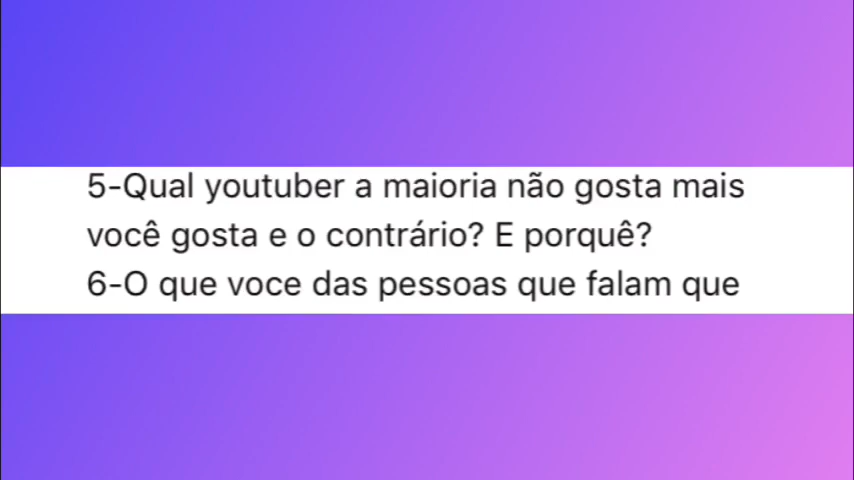 5-Qual youtuber a maioria não gosta mais
você gosta e o contrário? E porquê?
6-O que voce das pessoas que falam que